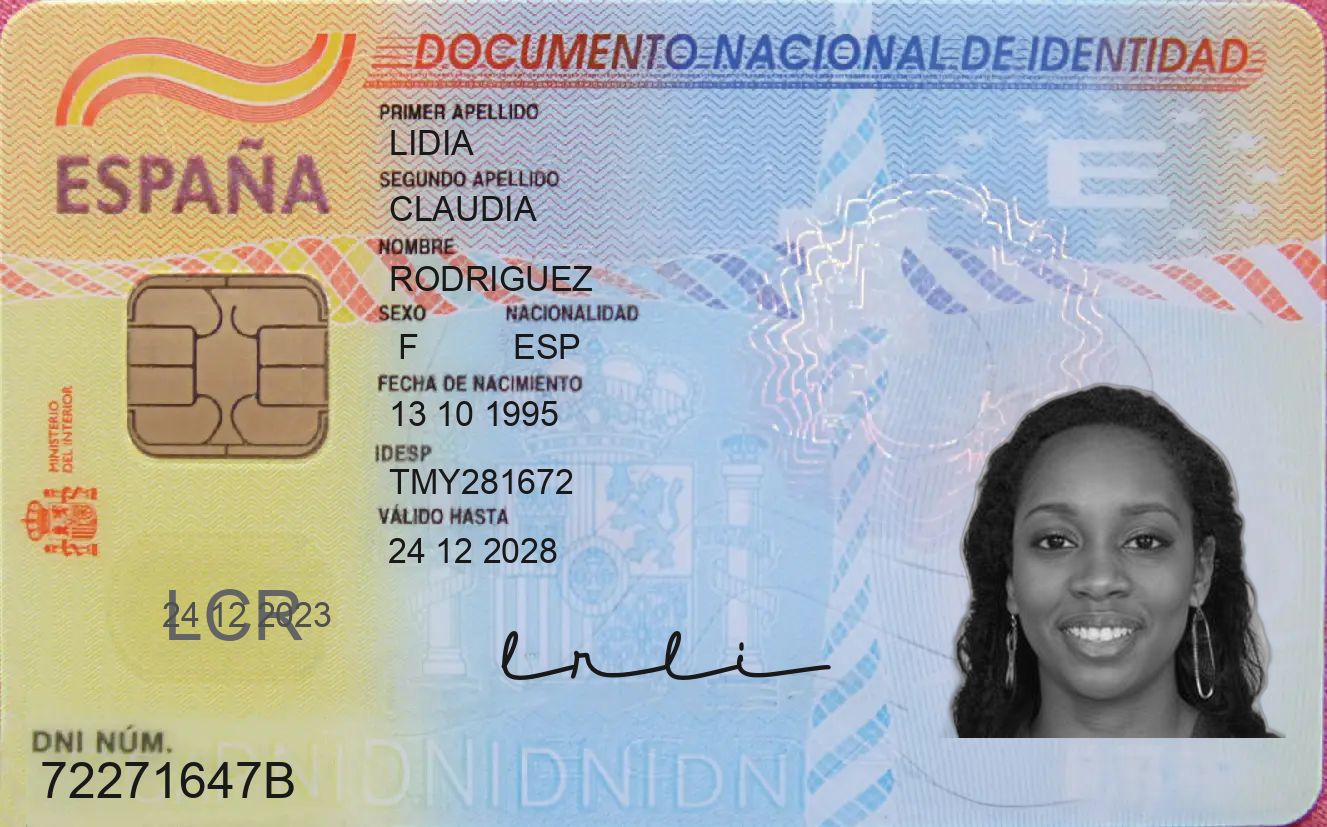 DOCUMENTO NACIONAL DE IDENTIDAD
ESPAÑA
PRIMER APELLIDO
LIDIA
SEGUNDO APELLIDO
CLAUDIA
NOMBRE
RODRIGUEZ
SEXO NACIONALIDAD
F ESP
FECHA DE NACIMIENTO
13 10 1995
IDESP
TMY281672
VÁLIDO HASTA
24 12 2028
MINISTERIO
DEL INTERIOR
E
LCR
24 12 2023
DNI NÚM.
72271647B
DNIDNIDNIDNI